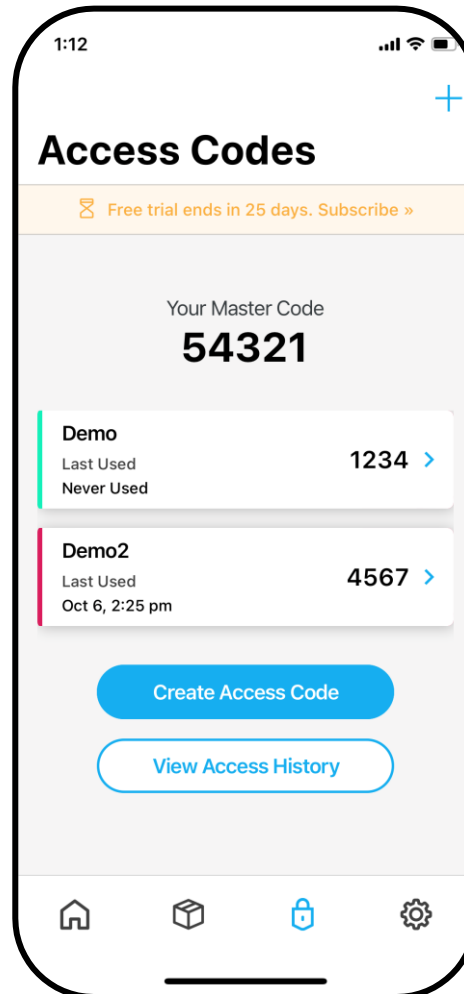 1:12
Access Codes
Free trial ends in 25 days. Subscribe »
Your Master Code
54321
Demo
Last Used
Never Used
1234
Demo2
Last Used
Oct 6, 2:25 pm
4567
Create Access Code
View Access History